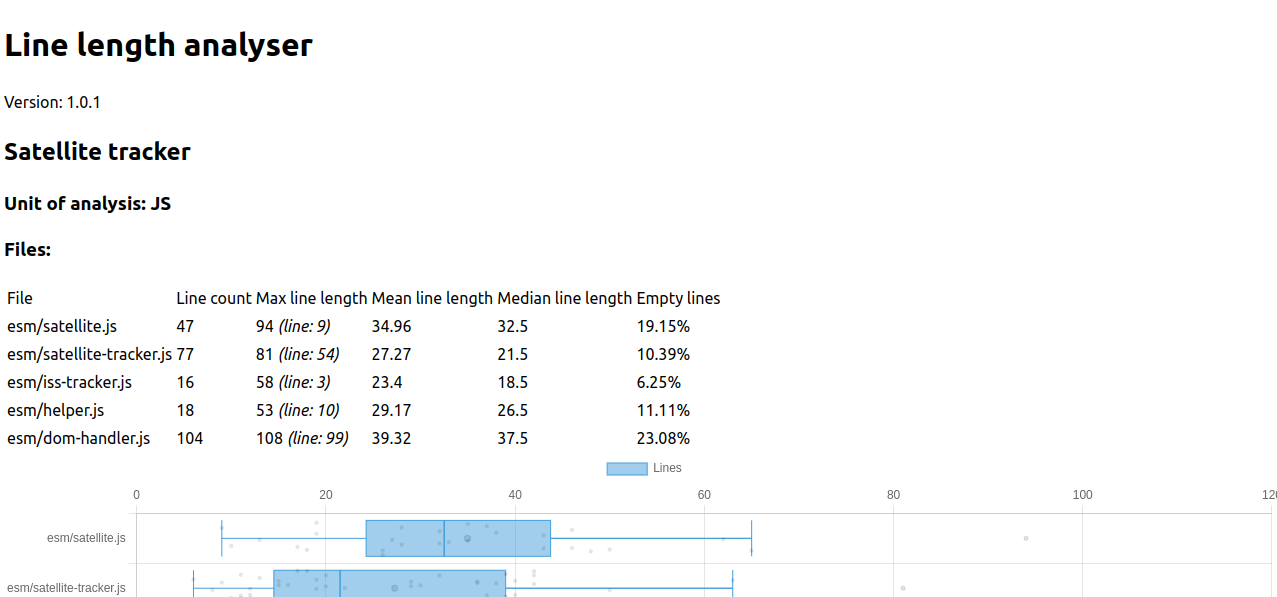 Line length analyser
Version: 1.0.1
Satellite tracker
Unit of analysis: JS
Files:
File Line count Max line length Mean line length Median line length Empty lines
esm/satellite.js 47 94 (line: 9) 34.96 32.5 19.15%
esm/satellite-tracker.js 77 81 (line: 54) 27.27 21.5 10.39%
esm/iss-tracker.js 16 58 (line: 3) 23.4 18.5 6.25%
esm/helper.js 18 53 (line: 10) 29.17 26.5 11.11%
esm/dom-handler.js 104 108 (line: 99) 39.32 37.5 23.08%
Lines
0 20 40 60 80 100
esm/satellite.js
esm/satellite-tracker.js